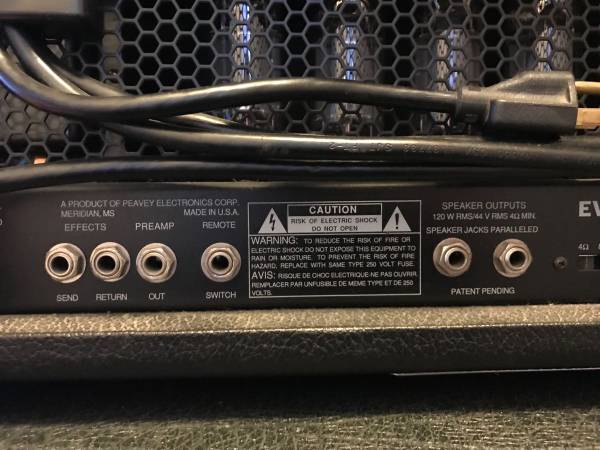 A PRODUCT OF PEAVEY ELECTRONICS CORP.
MERIDIAN, MS MADE IN U.S.A.
EFFECTS PREAMP REMOTE
SEND RETURN OUT SWITCH
CAUTION
RISK OF ELECTRIC SHOCK
DO NOT OPEN
WARNING: TO REDUCE THE RISK OF FIRE OR
ELECTRIC SHOCK DO NOT EXPOSE THIS EQUIPMENT TO
RAIN OR MOISTURE. TO PREVENT THE RISK OF FIRE
HAZARD, REPLACE WITH SAME TYPE 250 VOLT FUSE.
AVIS: RISQUE DE CHOC ELECTRIQUE-NE PAS OUVRIR.
REMPLACER PAR UNFUSIBLE DE MEME TYPE ET DE 250
VOLTS.
SPEAKER OUTPUTS
120 W RMS/44 V RMS 4Ω MIN.
SPEAKER JACKS PARALLELED
PATENT PENDING
EV
4Ω